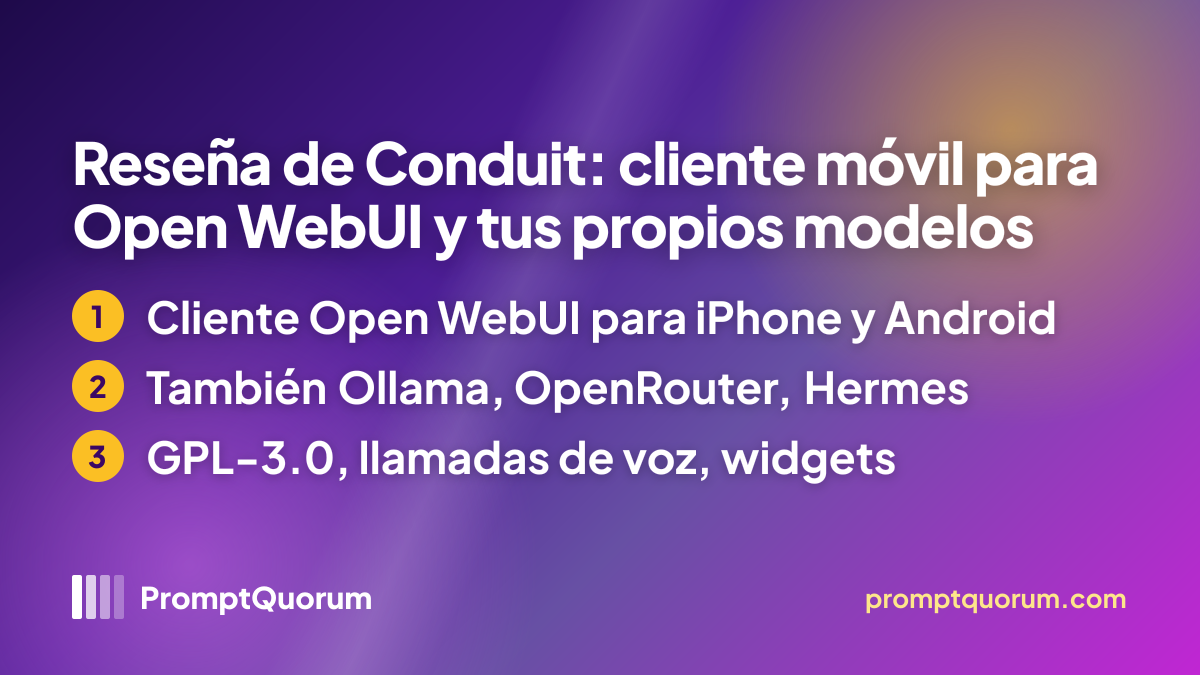 Reseña de Conduit: cliente móvil para
Open WebUI y tus propios modelos
1 Cliente Open WebUI para iPhone y Android
2 También Ollama, OpenRouter, Hermes
3 GPL-3.0, llamadas de voz, widgets
PromptQuorum
promptquorum.com